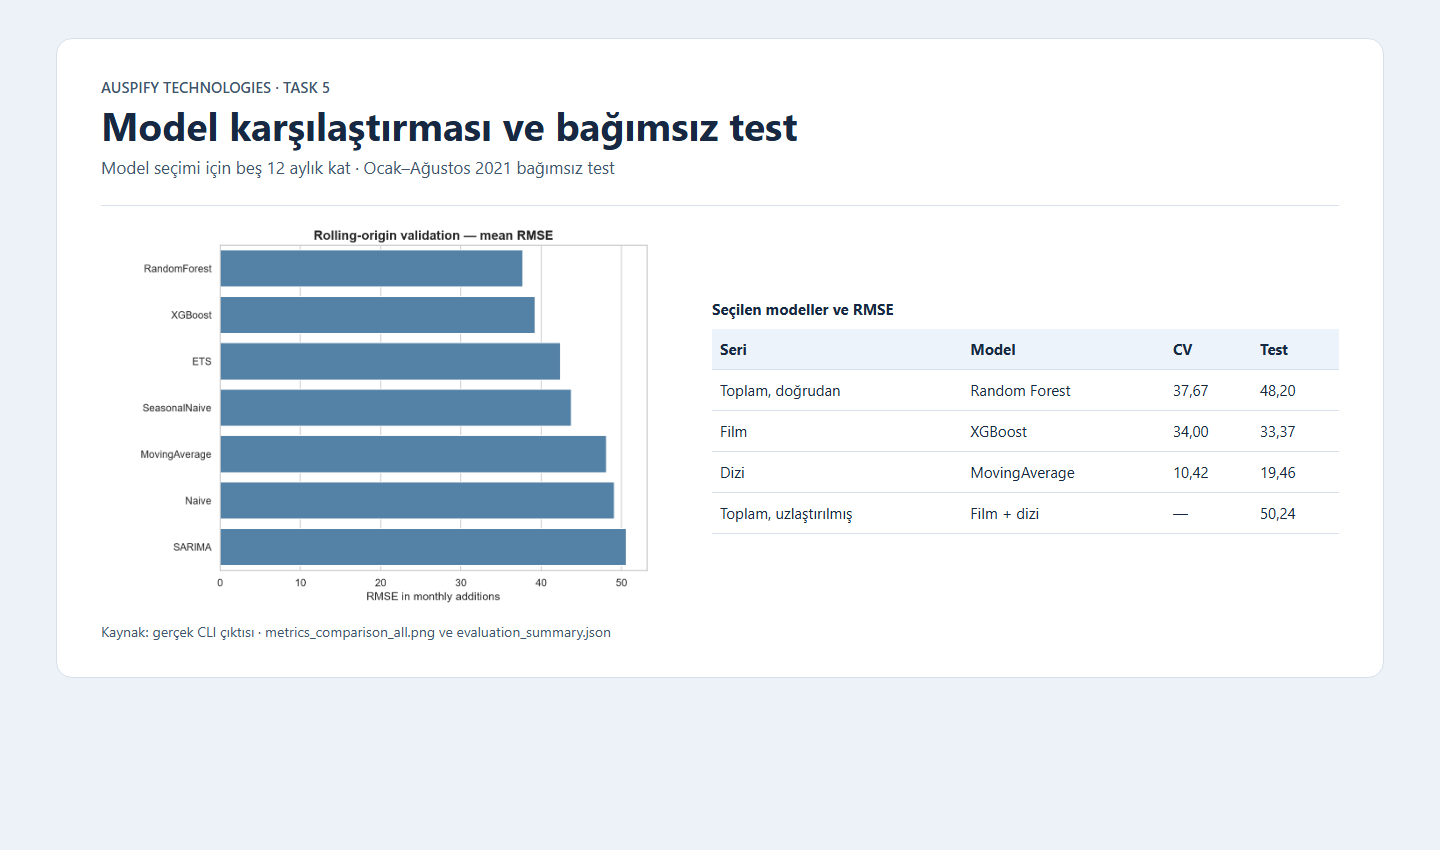 AUSPIFY TECHNOLOGIES · TASK 5
Model karşılaştırması ve bağımsız test
Model seçimi için beş 12 aylık kat · Ocak–Ağustos 2021 bağımsız test
Rolling-origin validation — mean RMSE
RandomForest
XGBoost
ETS
SeasonalNaive
MovingAverage
Naive
SARIMA
0 10 20 30 40 50
RMSE in monthly additions
Seçilen modeller ve RMSE
Seri Model CV Test
Toplam, doğrudan Random Forest 37,67 48,20
Film XGBoost 34,00 33,37
Dizi MovingAverage 10,42 19,46
Toplam, uzlaştırılmış Film + dizi — 50,24
Kaynak: gerçek CLI çıktısı · metrics_comparison_all.png ve evaluation_summary.json